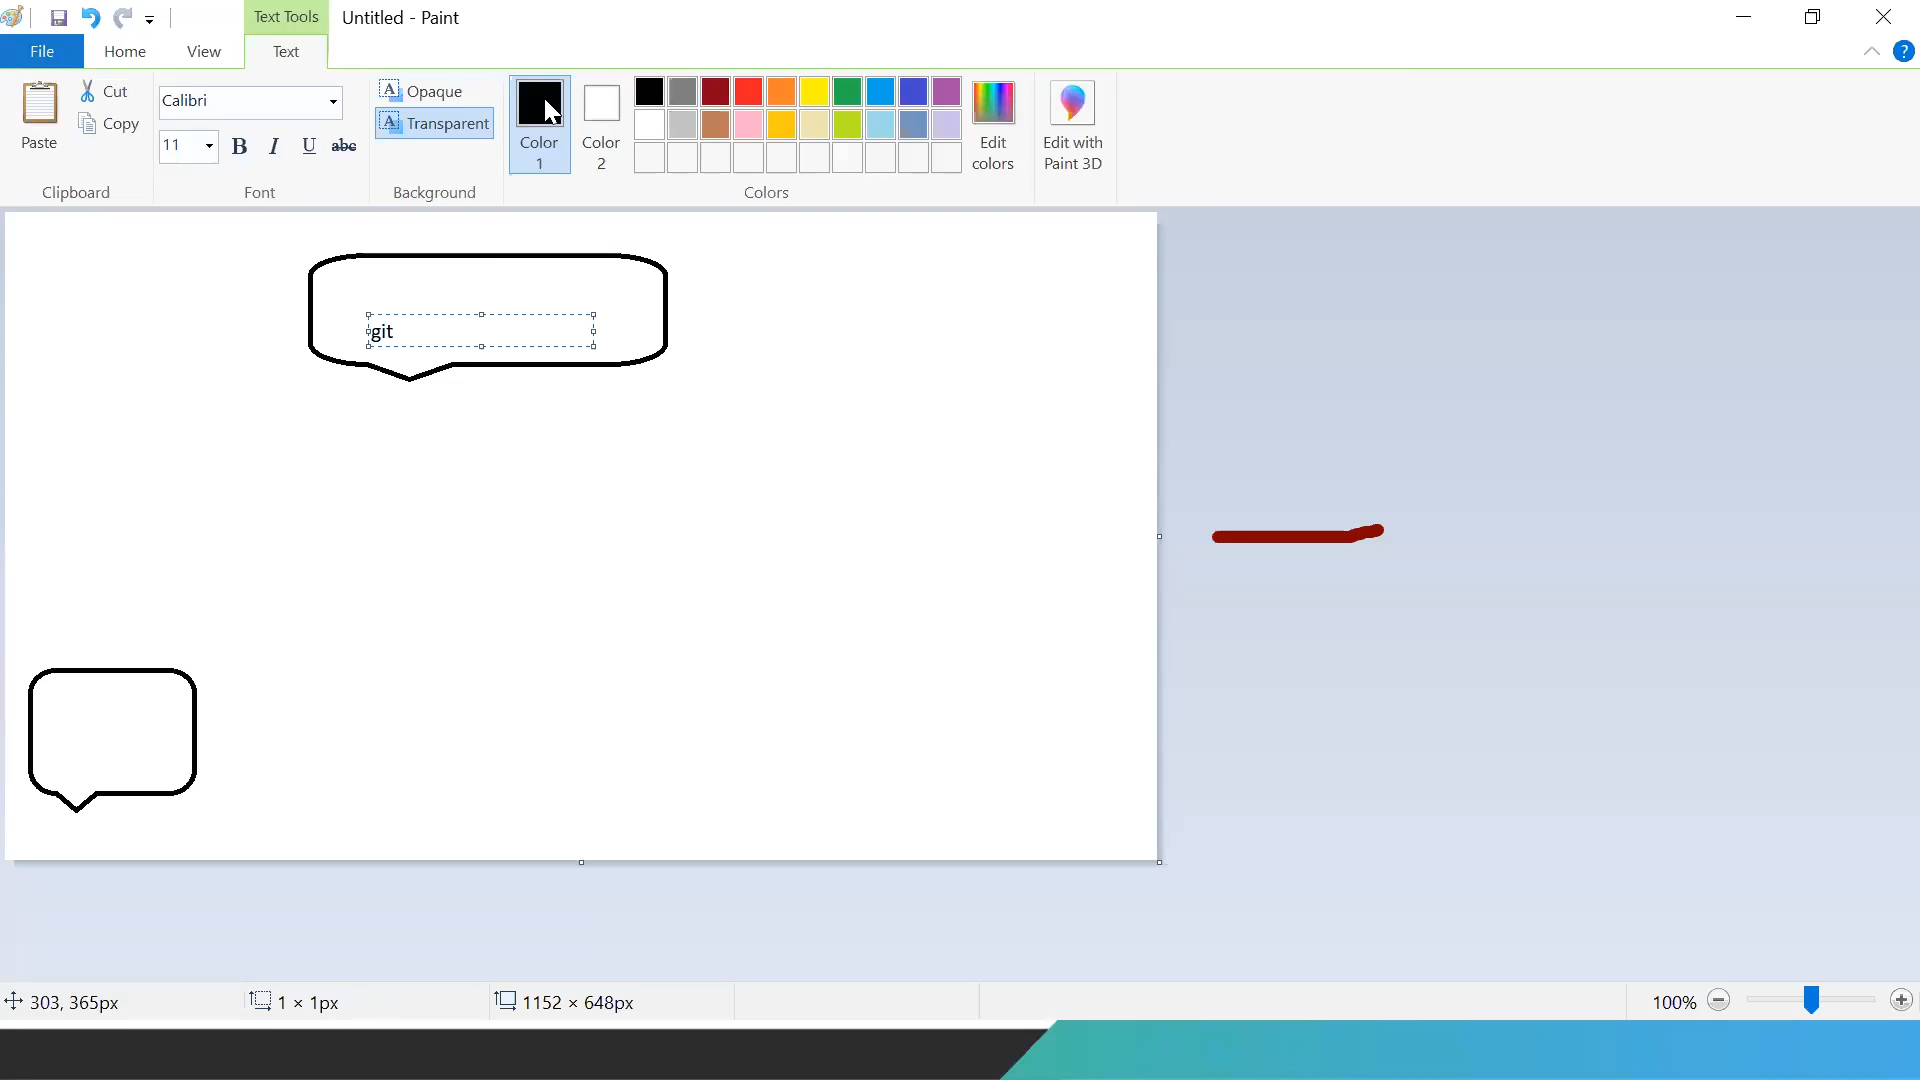 Text Tools
Untitled - Paint
File
Home
View
Text
?
Paste
Cut
Copy
Clipboard
Calibri
11
B I U abc
Font
A Opaque
A Transparent
Background
Color 1
Color 2
Colors
Edit colors
Edit with Paint 3D
git
303, 365px
1 × 1px
1152 × 648px
100%